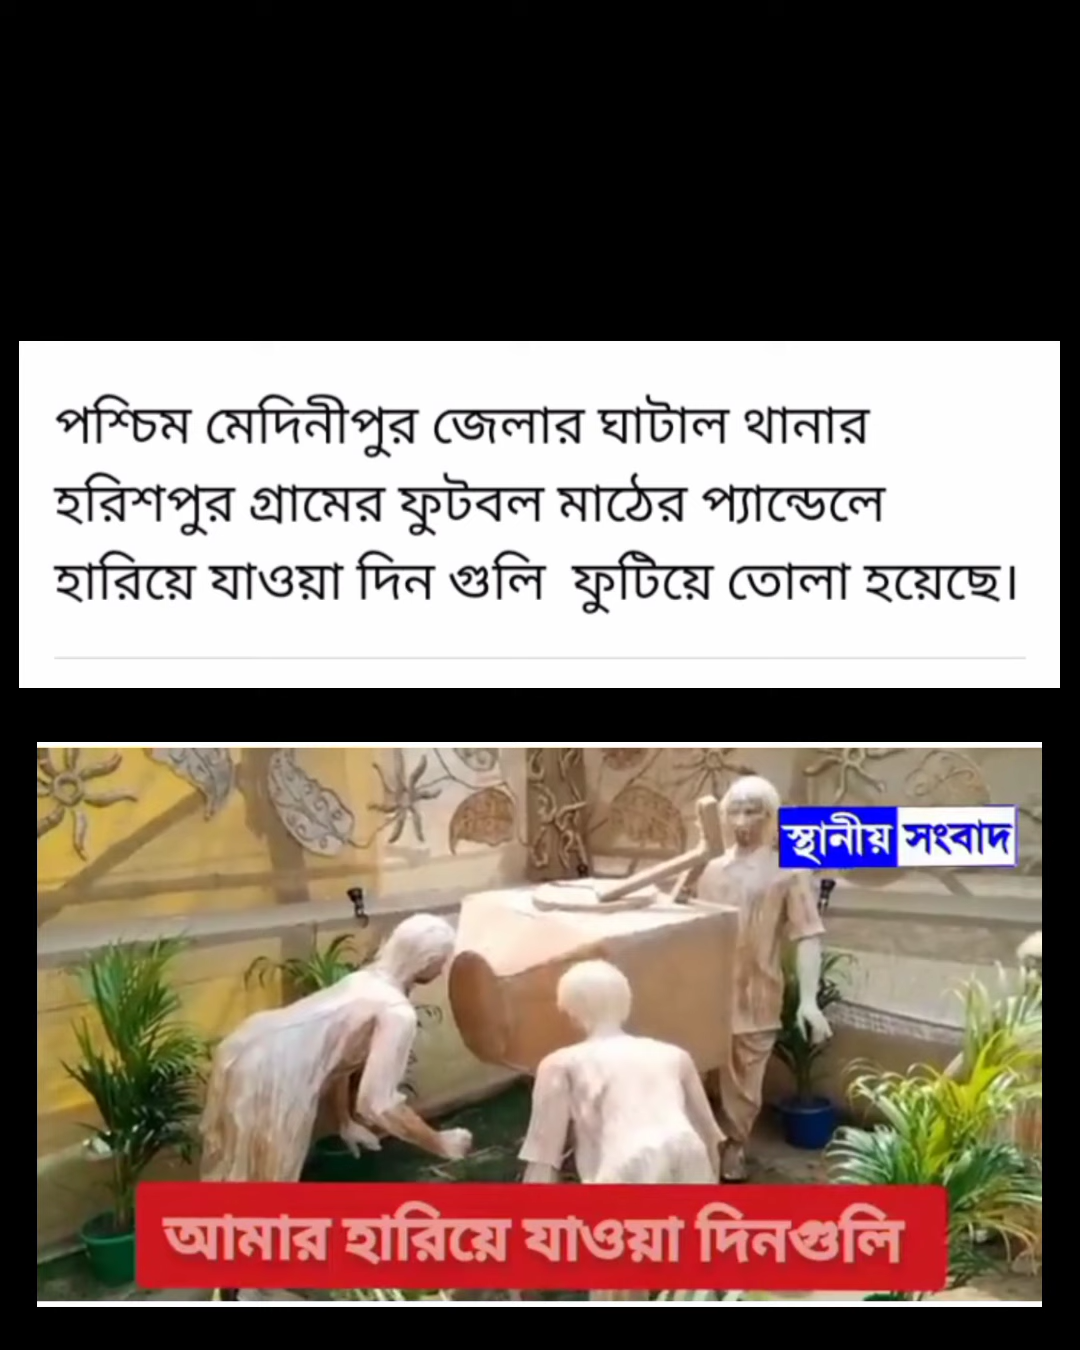 পশ্চিম মেদিনীপুর জেলার ঘাটাল থানার
হরিশপুর গ্রামের ফুটবল মাঠের প্যান্ডেলে
হারিয়ে যাওয়া দিন গুলি  ফুটিয়ে তোলা হয়েছে।
স্থানীয় সংবাদ
আমার হারিয়ে যাওয়া দিনগুলি